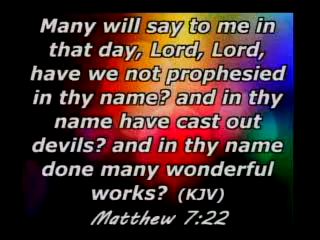 Many will say to me in
that day, Lord, Lord,
have we not prophesied
in thy name? and in thy
name have cast out
devils? and in thy name
done many wonderful
works? (KJV)
Matthew 7:22